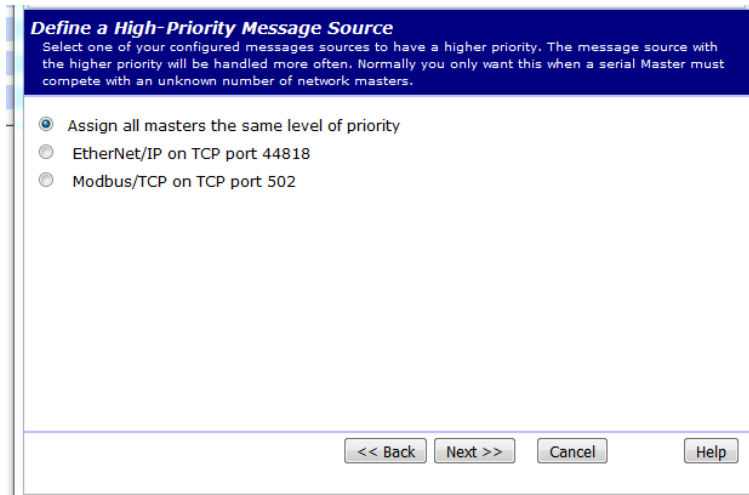 Define a High-Priority Message Source
Select one of your configured messages sources to have a higher priority. The message source with
the higher priority will be handled more often. Normally you only want this when a serial Master must
compete with an unknown number of network masters.
Assign all masters the same level of priority
EtherNet/IP on TCP port 44818
Modbus/TCP on TCP port 502
<< Back Next >> Cancel Help